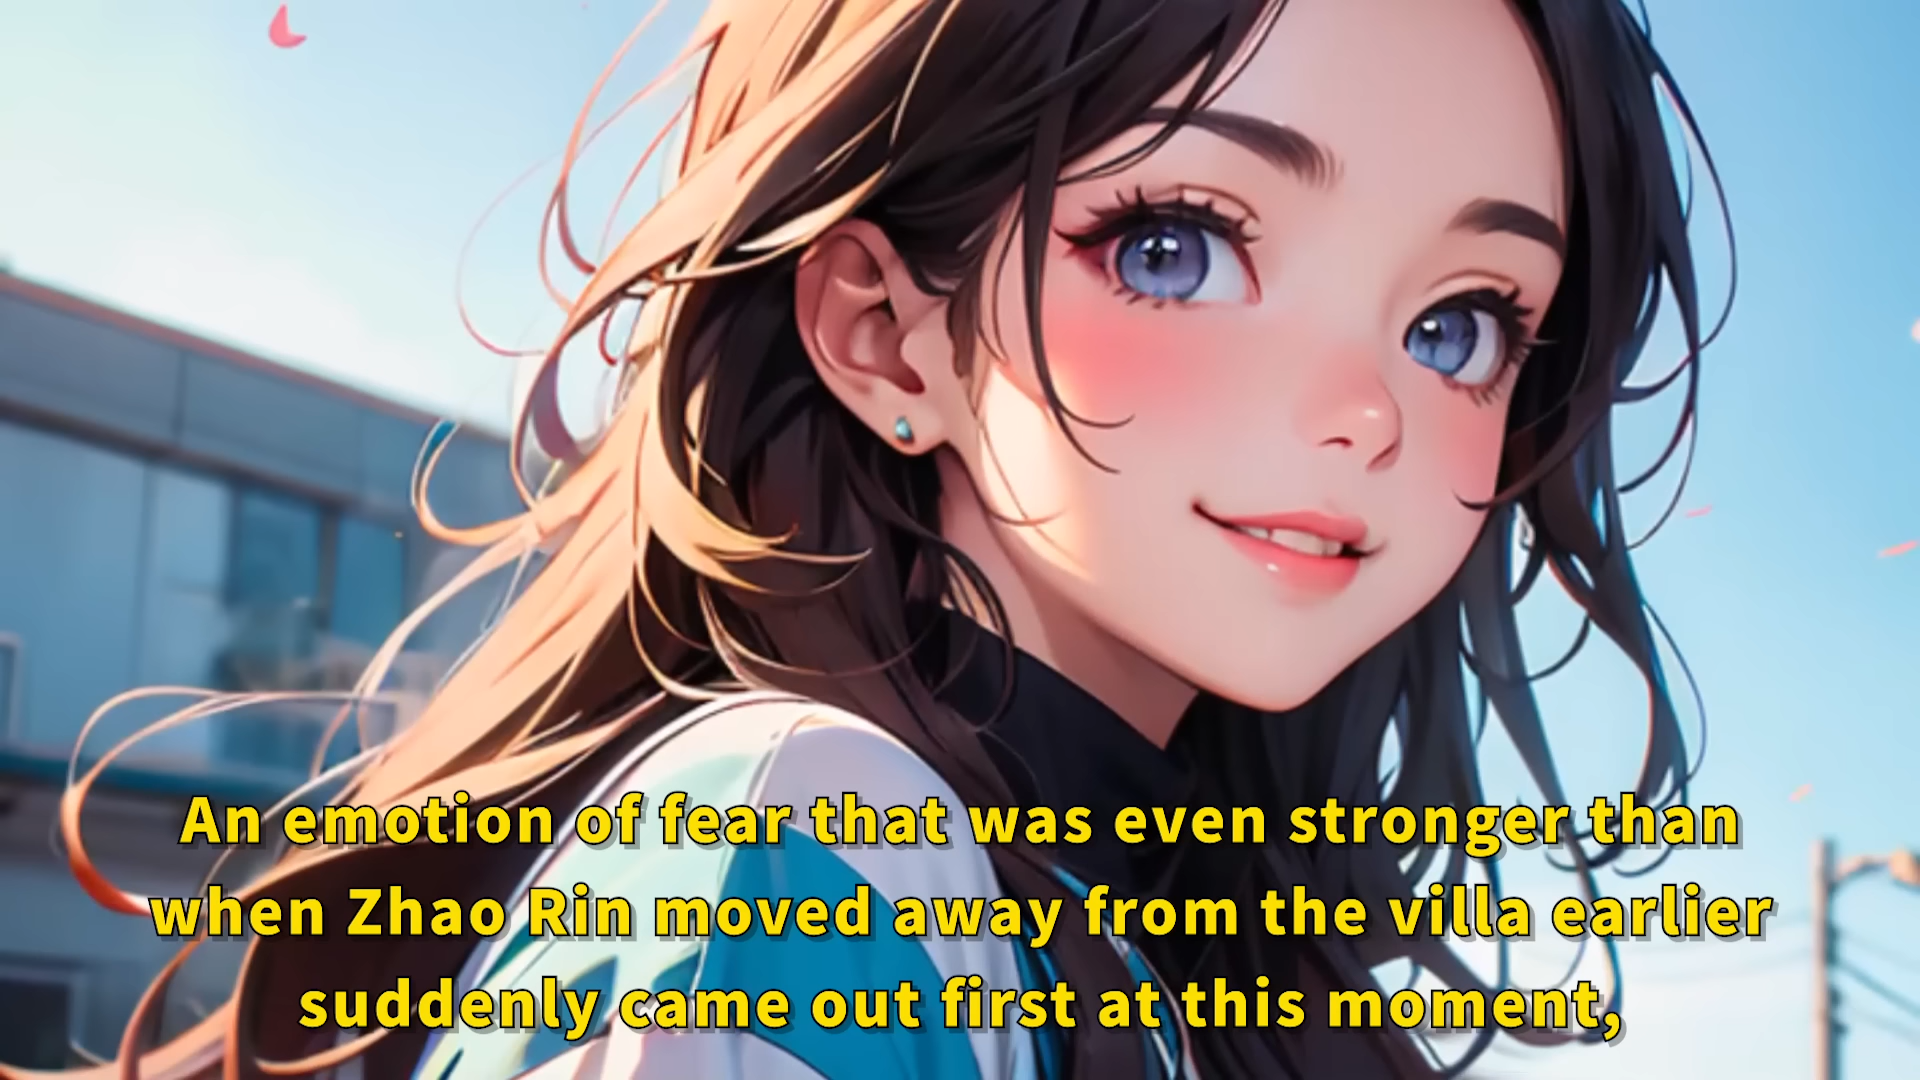 An emotion of fear that was even stronger than
when Zhao Rin moved away from the villa earlier
suddenly came out first at this moment,